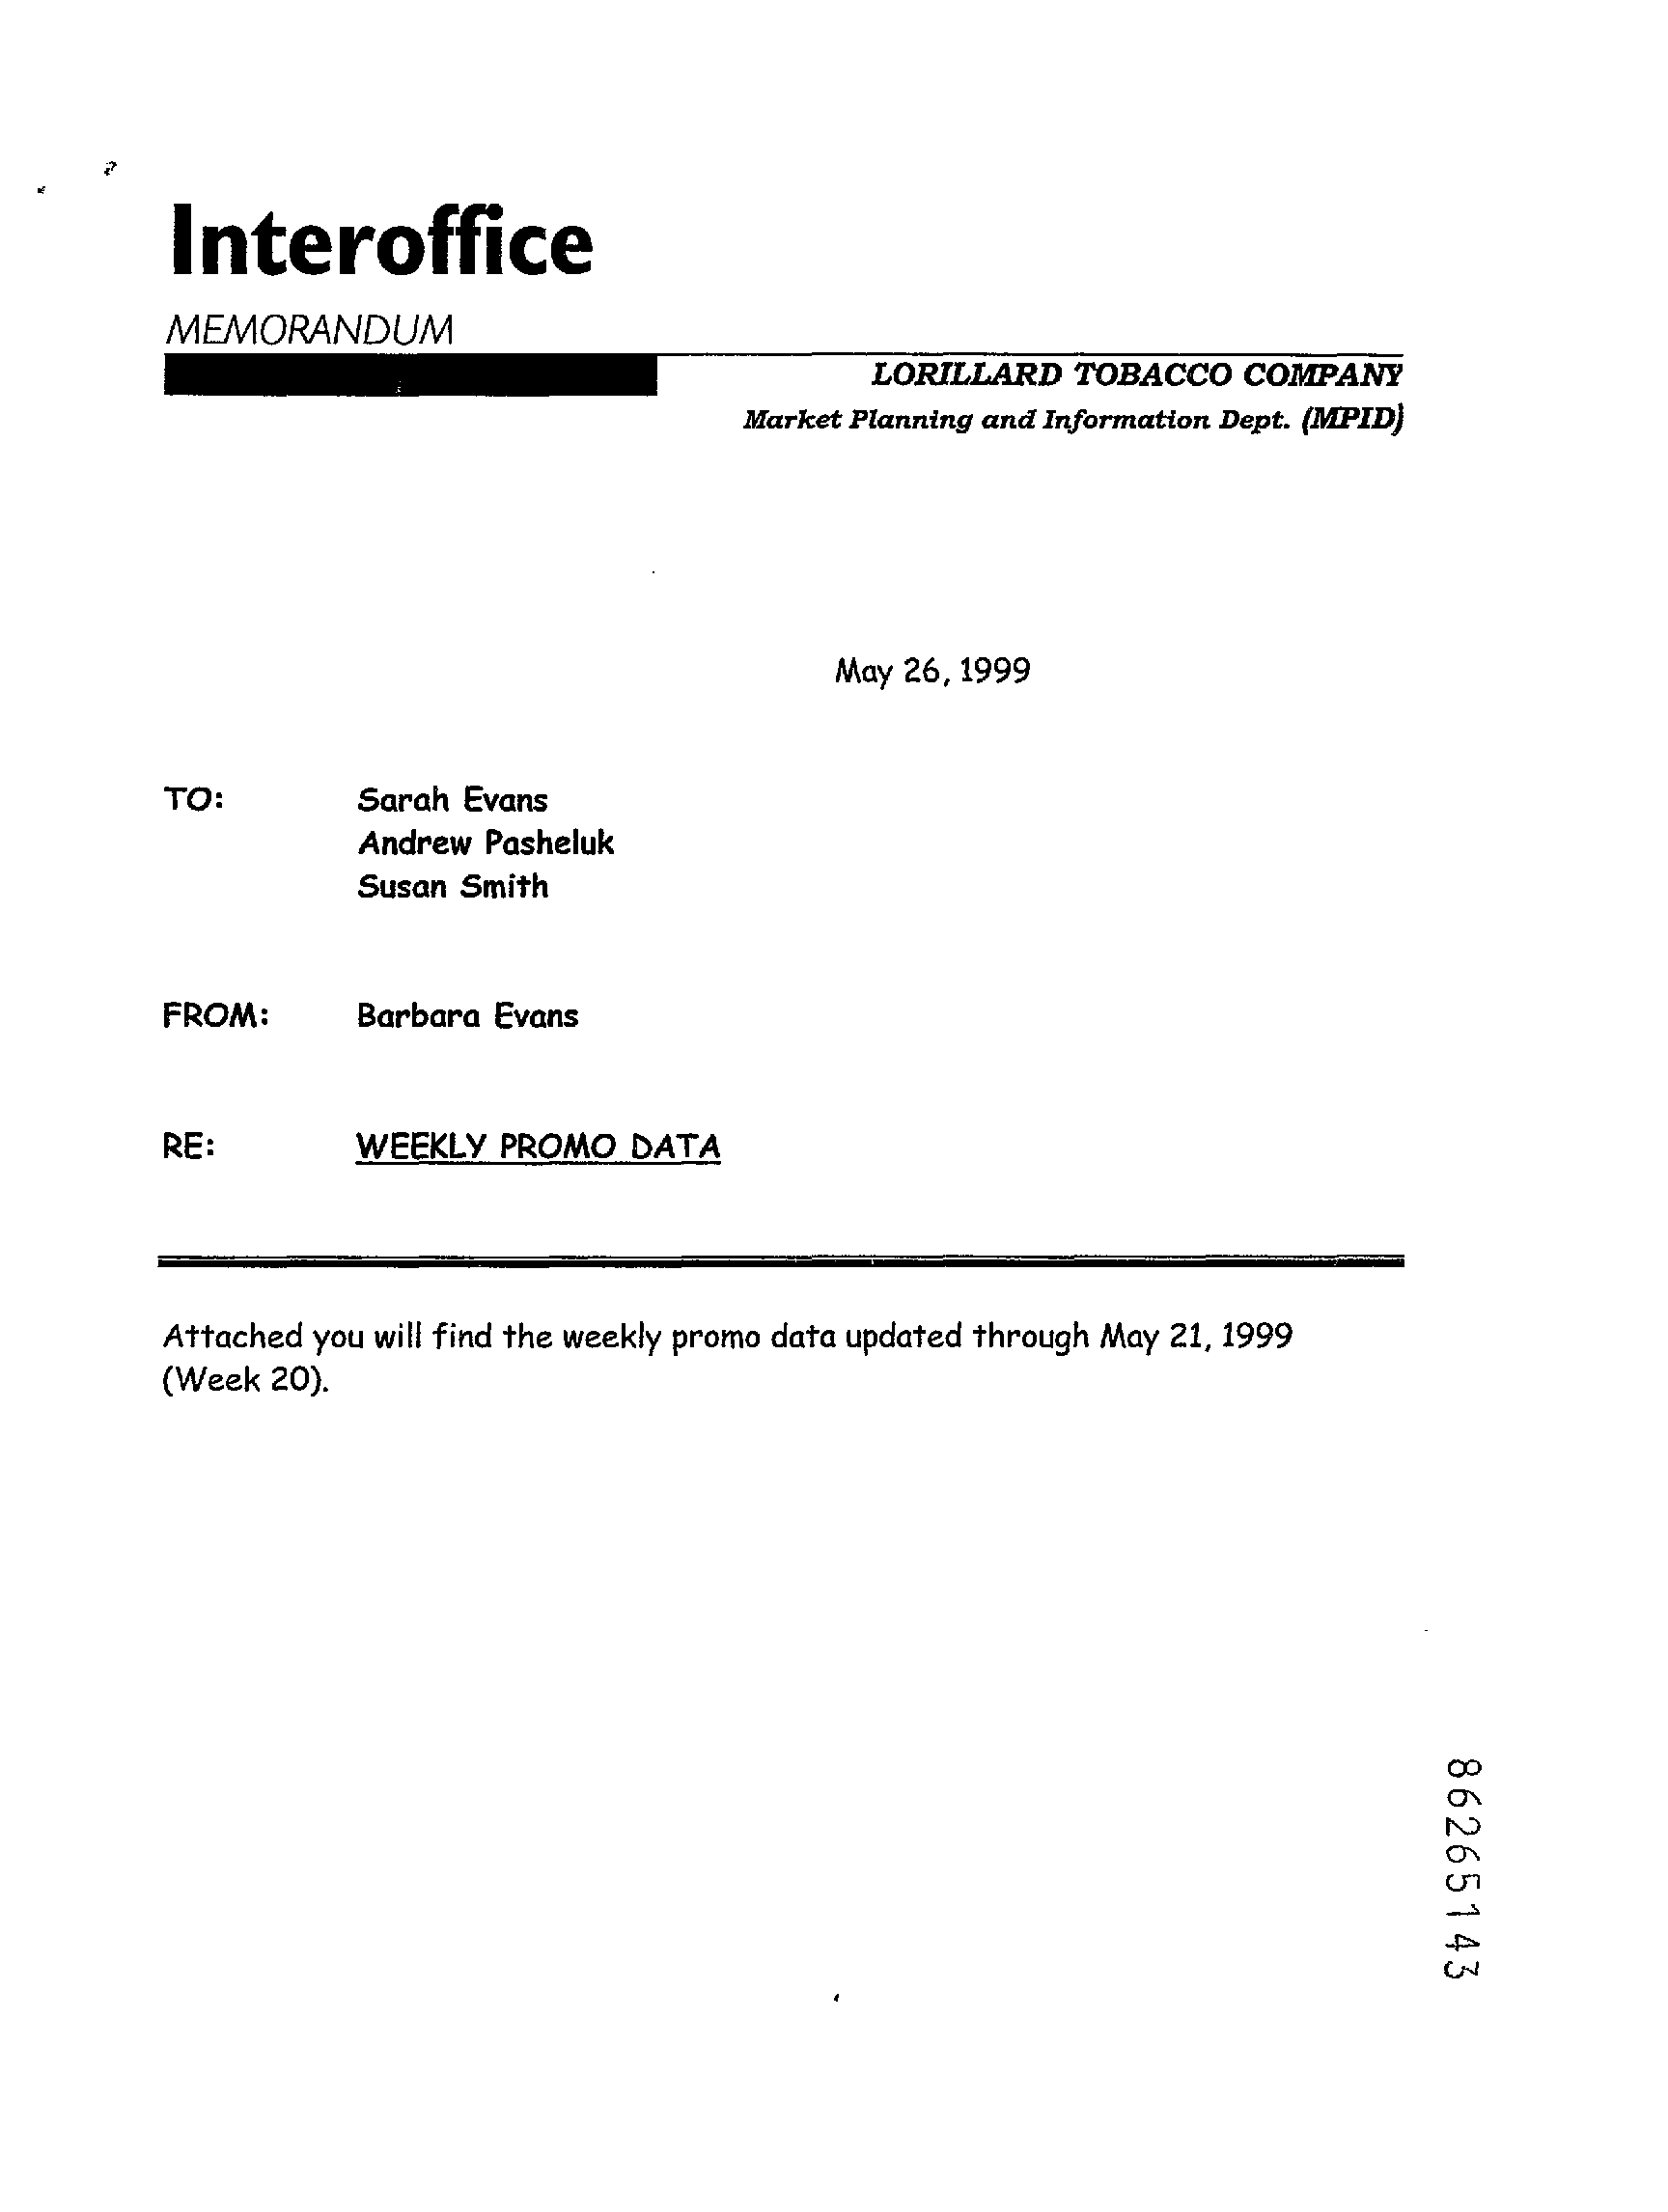 Interoffice
MEMORANDUM
LORILLARD TOBACCO COMPANY
Market Planning and Information Dept. (MPID)
May 26, 1999
TO: Sarah Evans
Andrew Pasheluk
Susan Smith
FROM: Barbara Evans
RE: WEEKLY PROMO DATA
Attached you will find the weekly promo data updated through May 21, 1999
(Week 20).
86265143